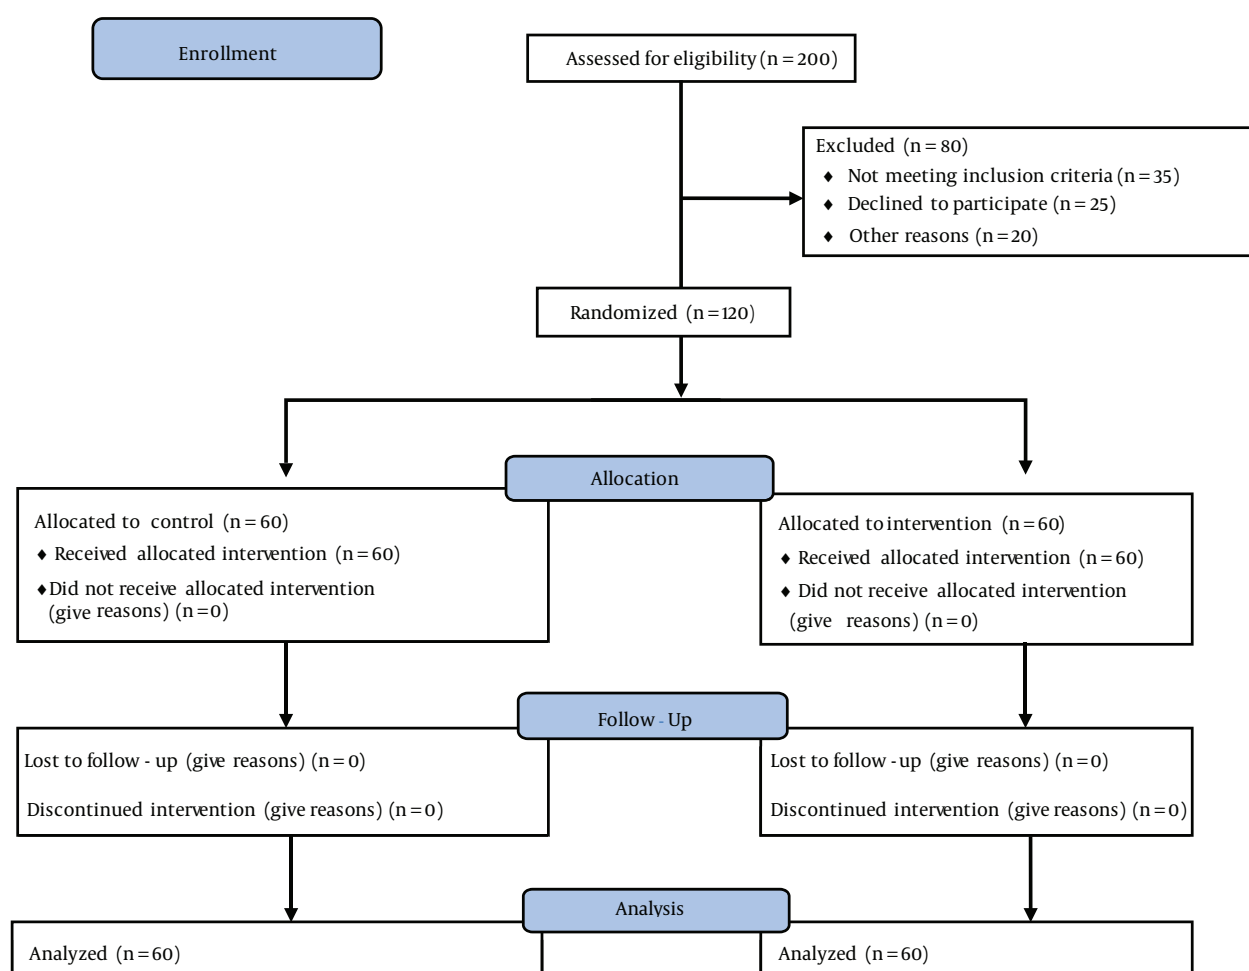 Enrollment
Assessed for eligibility (n = 200)
Excluded (n = 80)
♦ Not meeting inclusion criteria (n = 35)
♦ Declined to participate (n = 25)
♦ Other reasons (n = 20)
Randomized (n = 120)
Allocation
Allocated to control (n = 60)
♦ Received allocated intervention (n = 60)
♦ Did not receive allocated intervention
(give reasons) (n = 0)
Allocated to intervention (n = 60)
♦ Received allocated intervention (n = 60)
♦ Did not receive allocated intervention
(give reasons) (n = 0)
Follow - Up
Lost to follow - up (give reasons) (n = 0)
Discontinued intervention (give reasons) (n = 0)
Lost to follow - up (give reasons) (n = 0)
Discontinued intervention (give reasons) (n = 0)
Analysis
Analyzed (n = 60)
Analyzed (n = 60)